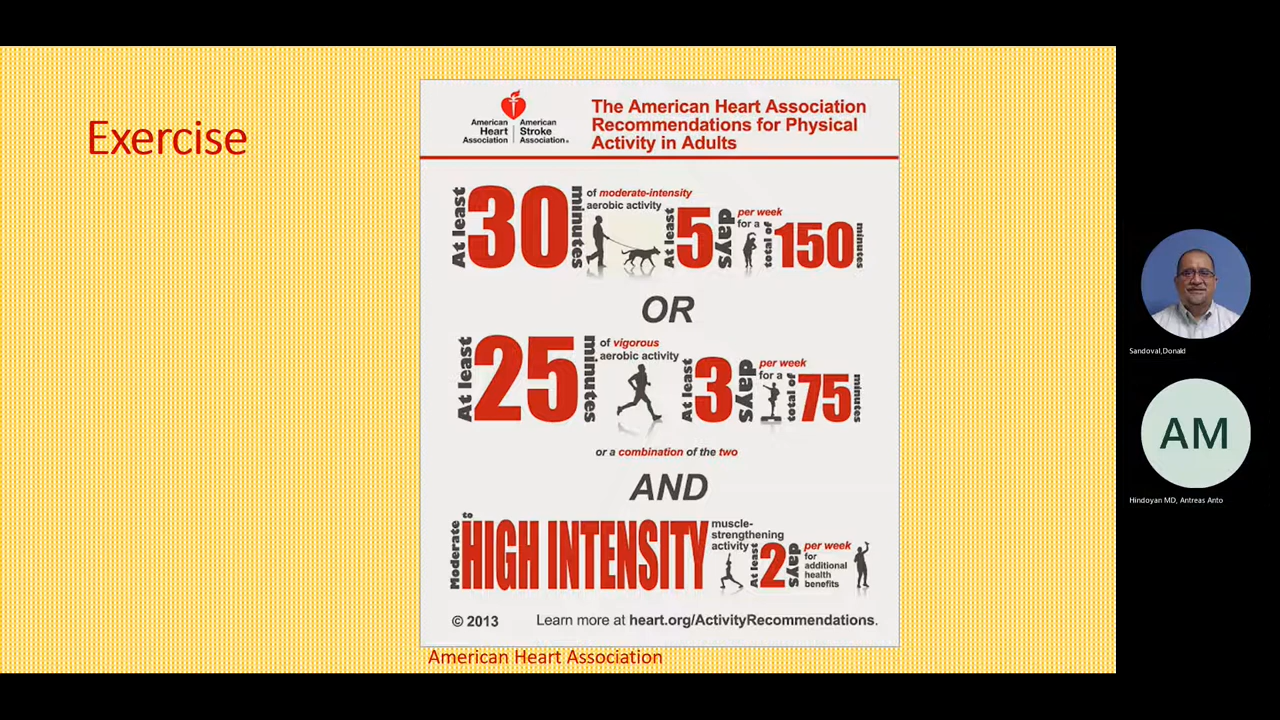 Exercise
American Heart Association
American Stroke Association®
The American Heart Association
Recommendations for Physical
Activity in Adults
At least 30 minutes of moderate-intensity aerobic activity At least 5 days per week for a total of 150 minutes
OR
At least 25 minutes of vigorous aerobic activity At least 3 days per week for a total of 75 minutes
or a combination of the two
AND
Moderate to HIGH INTENSITY muscle-strengthening activity At least 2 days per week for additional health benefits
© 2013 Learn more at heart.org/ActivityRecommendations.
American Heart Association
Sandoval,Donald
AM
Hindoyan MD, Antreas Anto